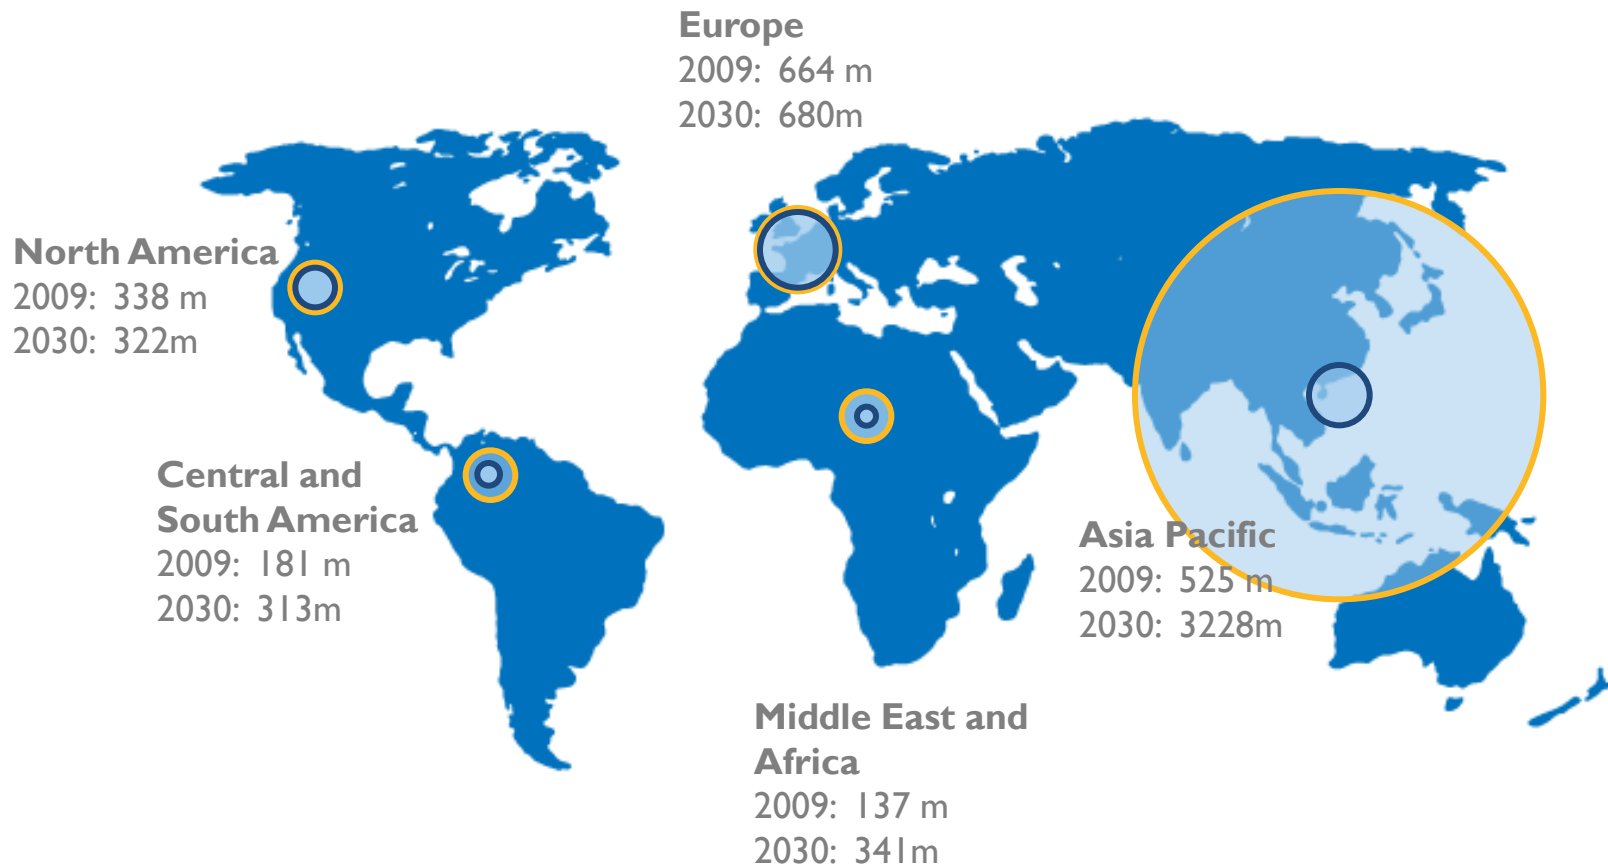 Europe
2009: 664 m
2030: 680m
North America
2009: 338 m
2030: 322m
Central and
South America
2009: 181 m
2030: 313m
Asia Pacific
2009: 525 m
2030: 3228m
Middle East and
Africa
2009: 137 m
2030: 341m